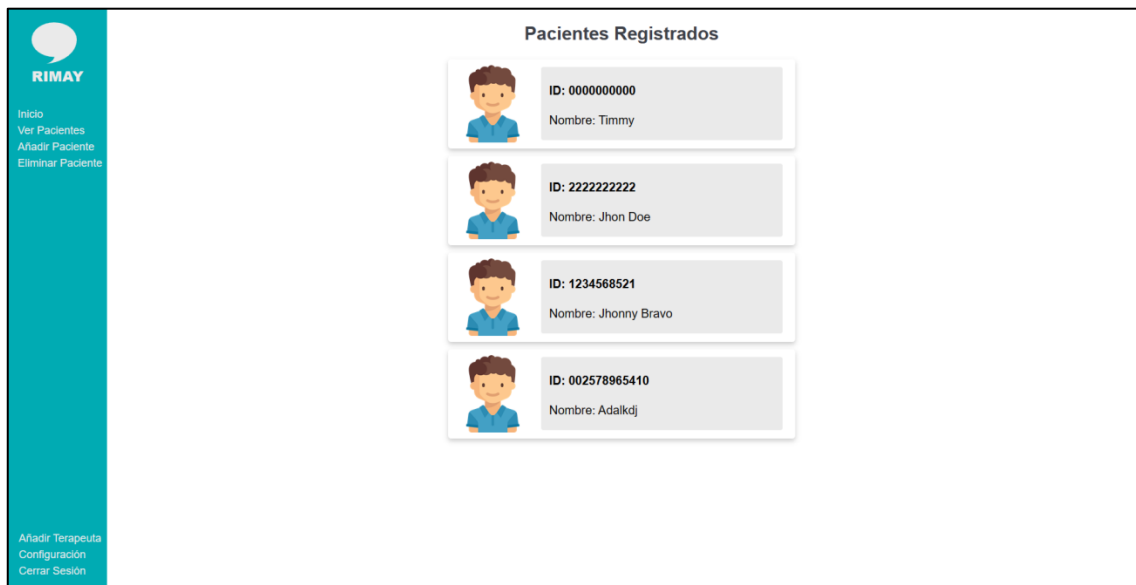 RIMAY
Inicio
Ver Pacientes
Añadir Paciente
Eliminar Paciente
Añadir Terapeuta
Configuración
Cerrar Sesión
Pacientes Registrados
ID: 0000000000
Nombre: Timmy
ID: 2222222222
Nombre: Jhon Doe
ID: 1234568521
Nombre: Jhonny Bravo
ID: 002578965410
Nombre: Adalkdj